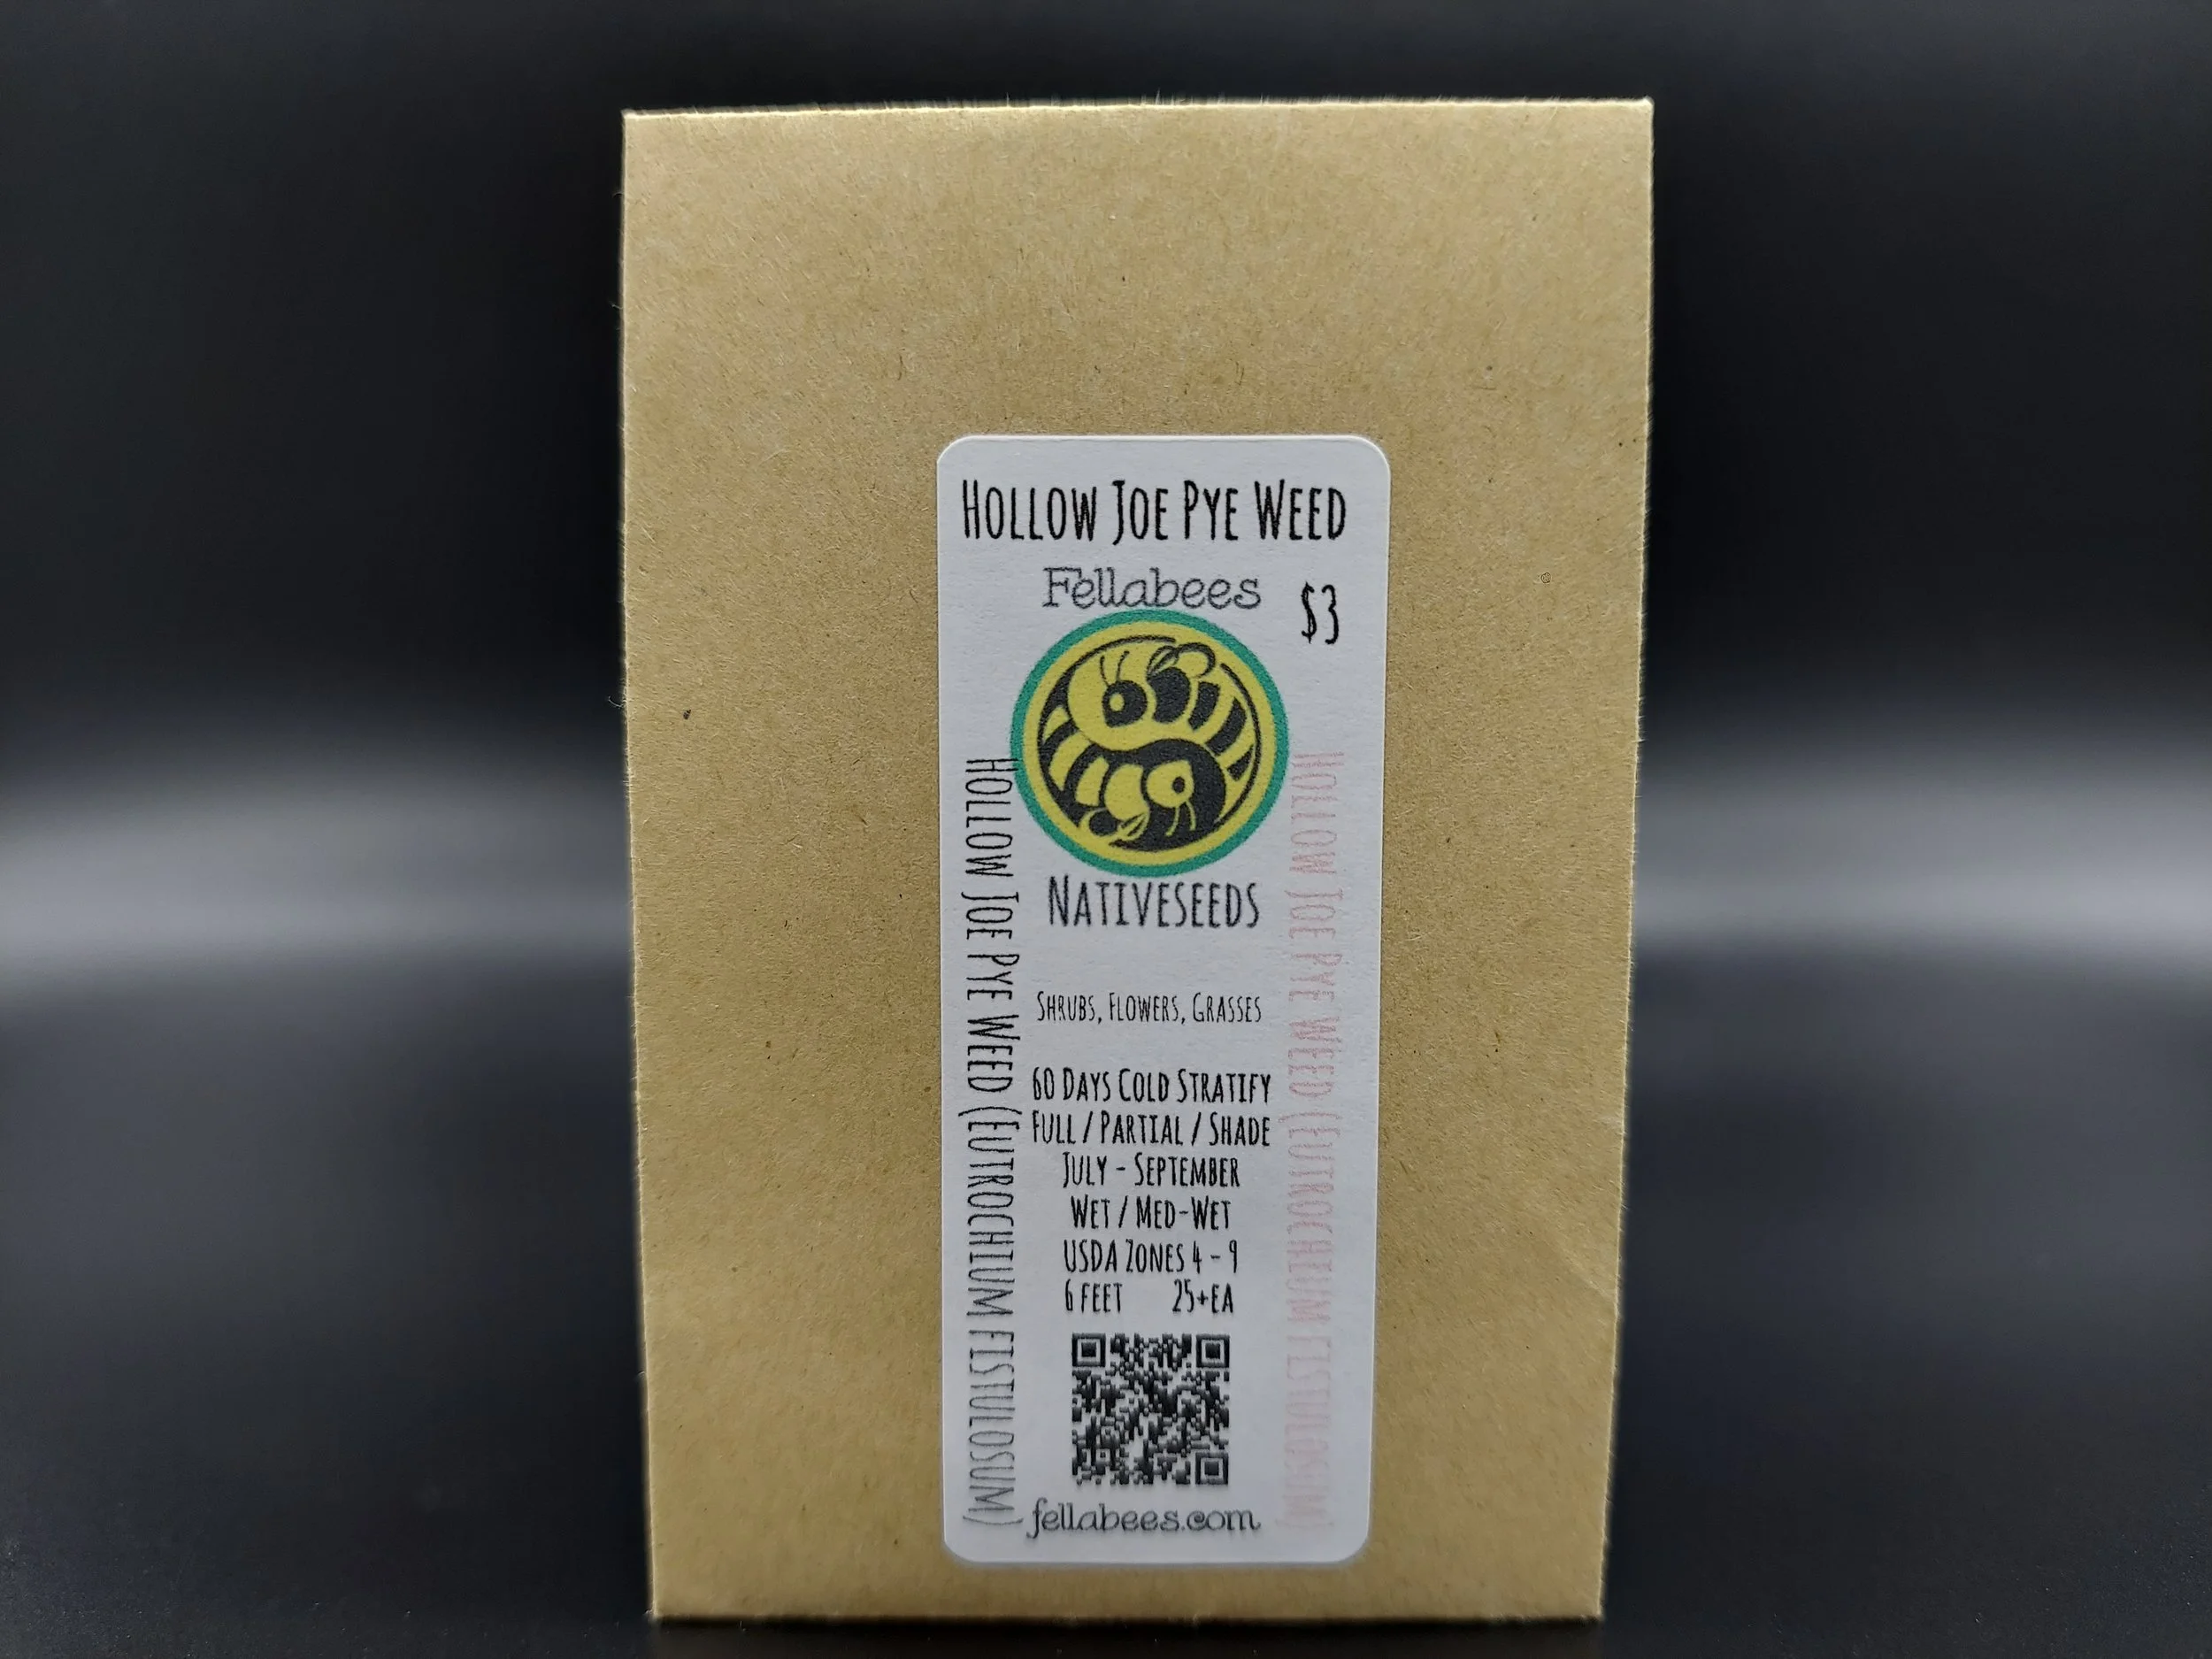 Hollow Joe Pye Weed
Fellabees
$3
Nativeseeds
Hollow Joe Pye Weed (Eutrochium fistulosum)
Hollow Joe Pye Weed (Eutrochium fistulosum)
Shrubs, Flowers, Grasses
60 Days Cold Stratify
Full / Partial / Shade
July - September
Wet / Med-Wet
USDA Zones 4 - 9
6 feet 25+ea
fellabees.com